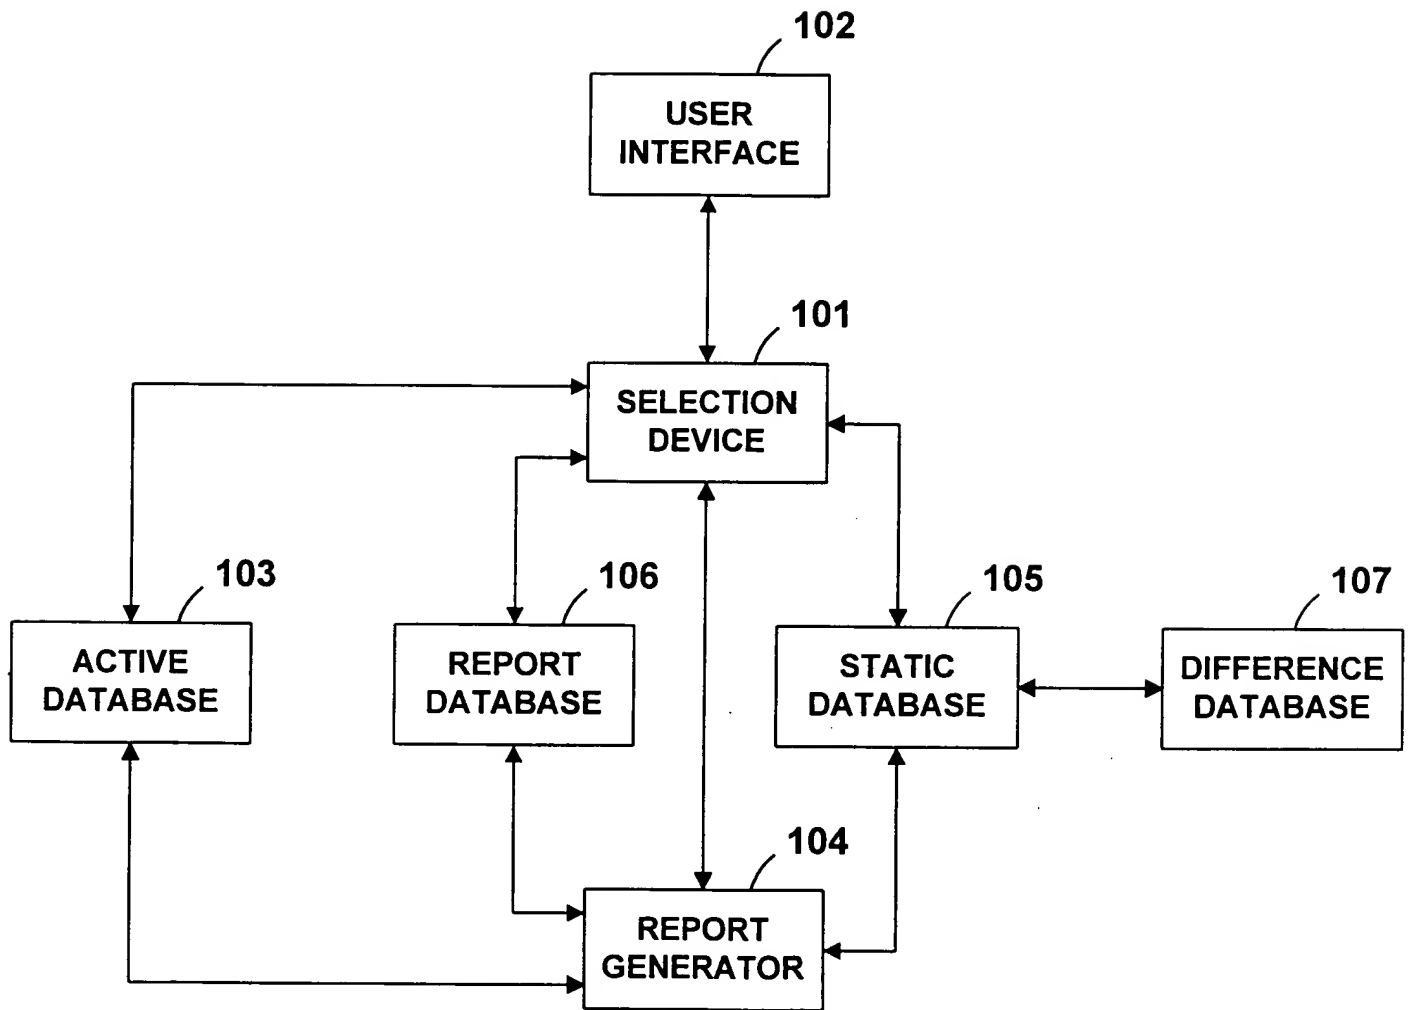 102
USER
INTERFACE
101
SELECTION
DEVICE
103
ACTIVE
DATABASE
106
REPORT
DATABASE
105
STATIC
DATABASE
107
DIFFERENCE
DATABASE
104
REPORT
GENERATOR